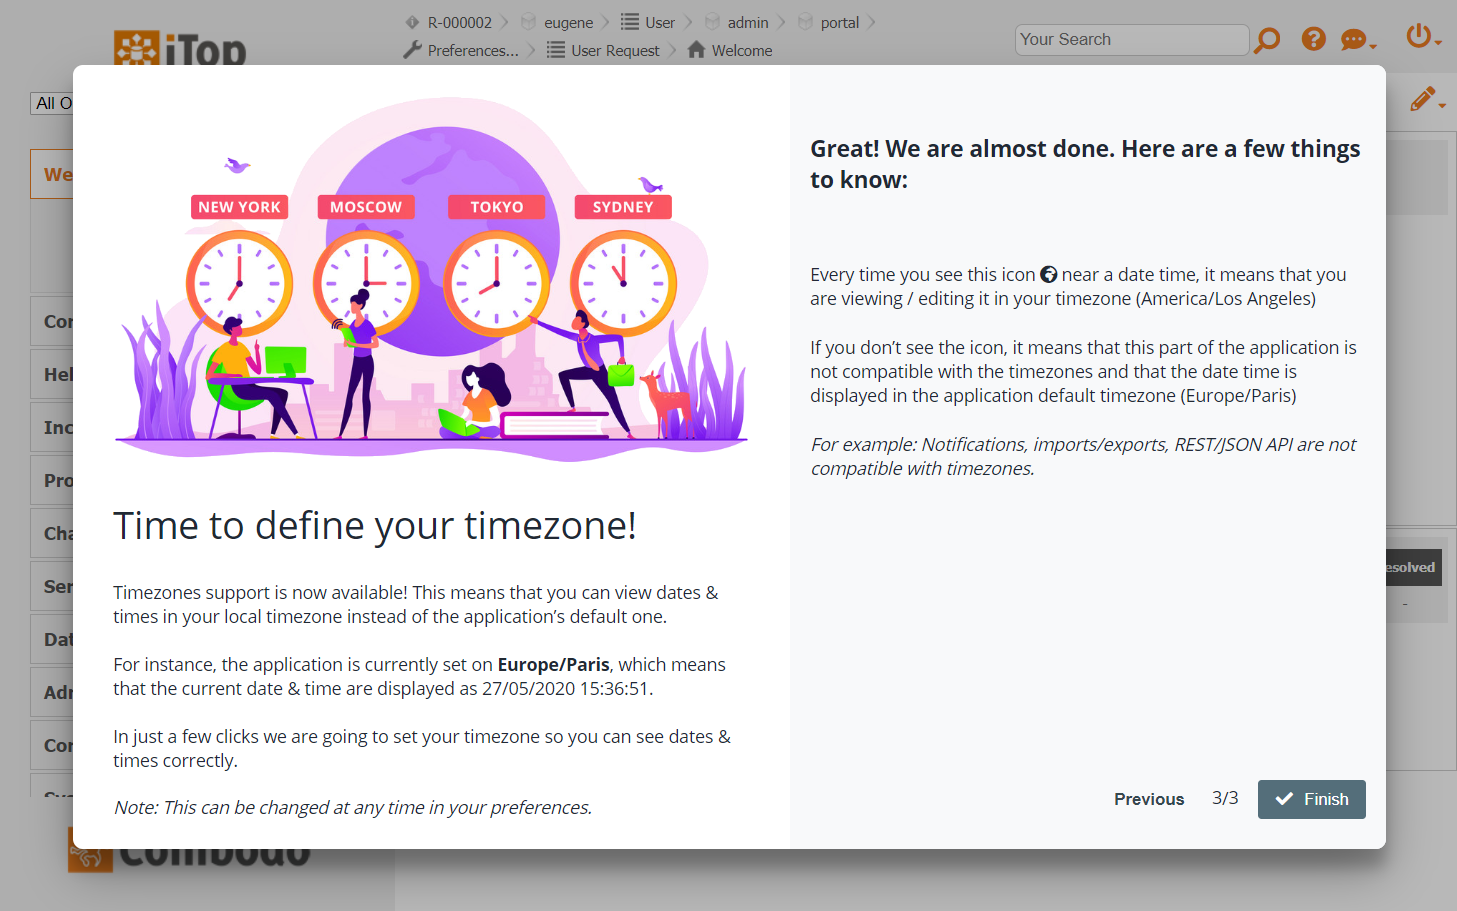 iTop
R-000002 eugene User admin portal
Preferences... User Request Welcome
Your Search
All O
We
Cor
Hel
Inc
Pro
Cha
Ser
Dat
Adr
Cor
esolved
-
Combodo
NEW YORK MOSCOW TOKYO SYDNEY
Time to define your timezone!
Timezones support is now available! This means that you can view dates &
times in your local timezone instead of the application’s default one.
For instance, the application is currently set on Europe/Paris, which means
that the current date & time are displayed as 27/05/2020 15:36:51.
In just a few clicks we are going to set your timezone so you can see dates &
times correctly.
Note: This can be changed at any time in your preferences.
Great! We are almost done. Here are a few things
to know:
Every time you see this icon near a date time, it means that you
are viewing / editing it in your timezone (America/Los Angeles)
If you don’t see the icon, it means that this part of the application is
not compatible with the timezones and that the date time is
displayed in the application default timezone (Europe/Paris)
For example: Notifications, imports/exports, REST/JSON API are not
compatible with timezones.
Previous 3/3 Finish